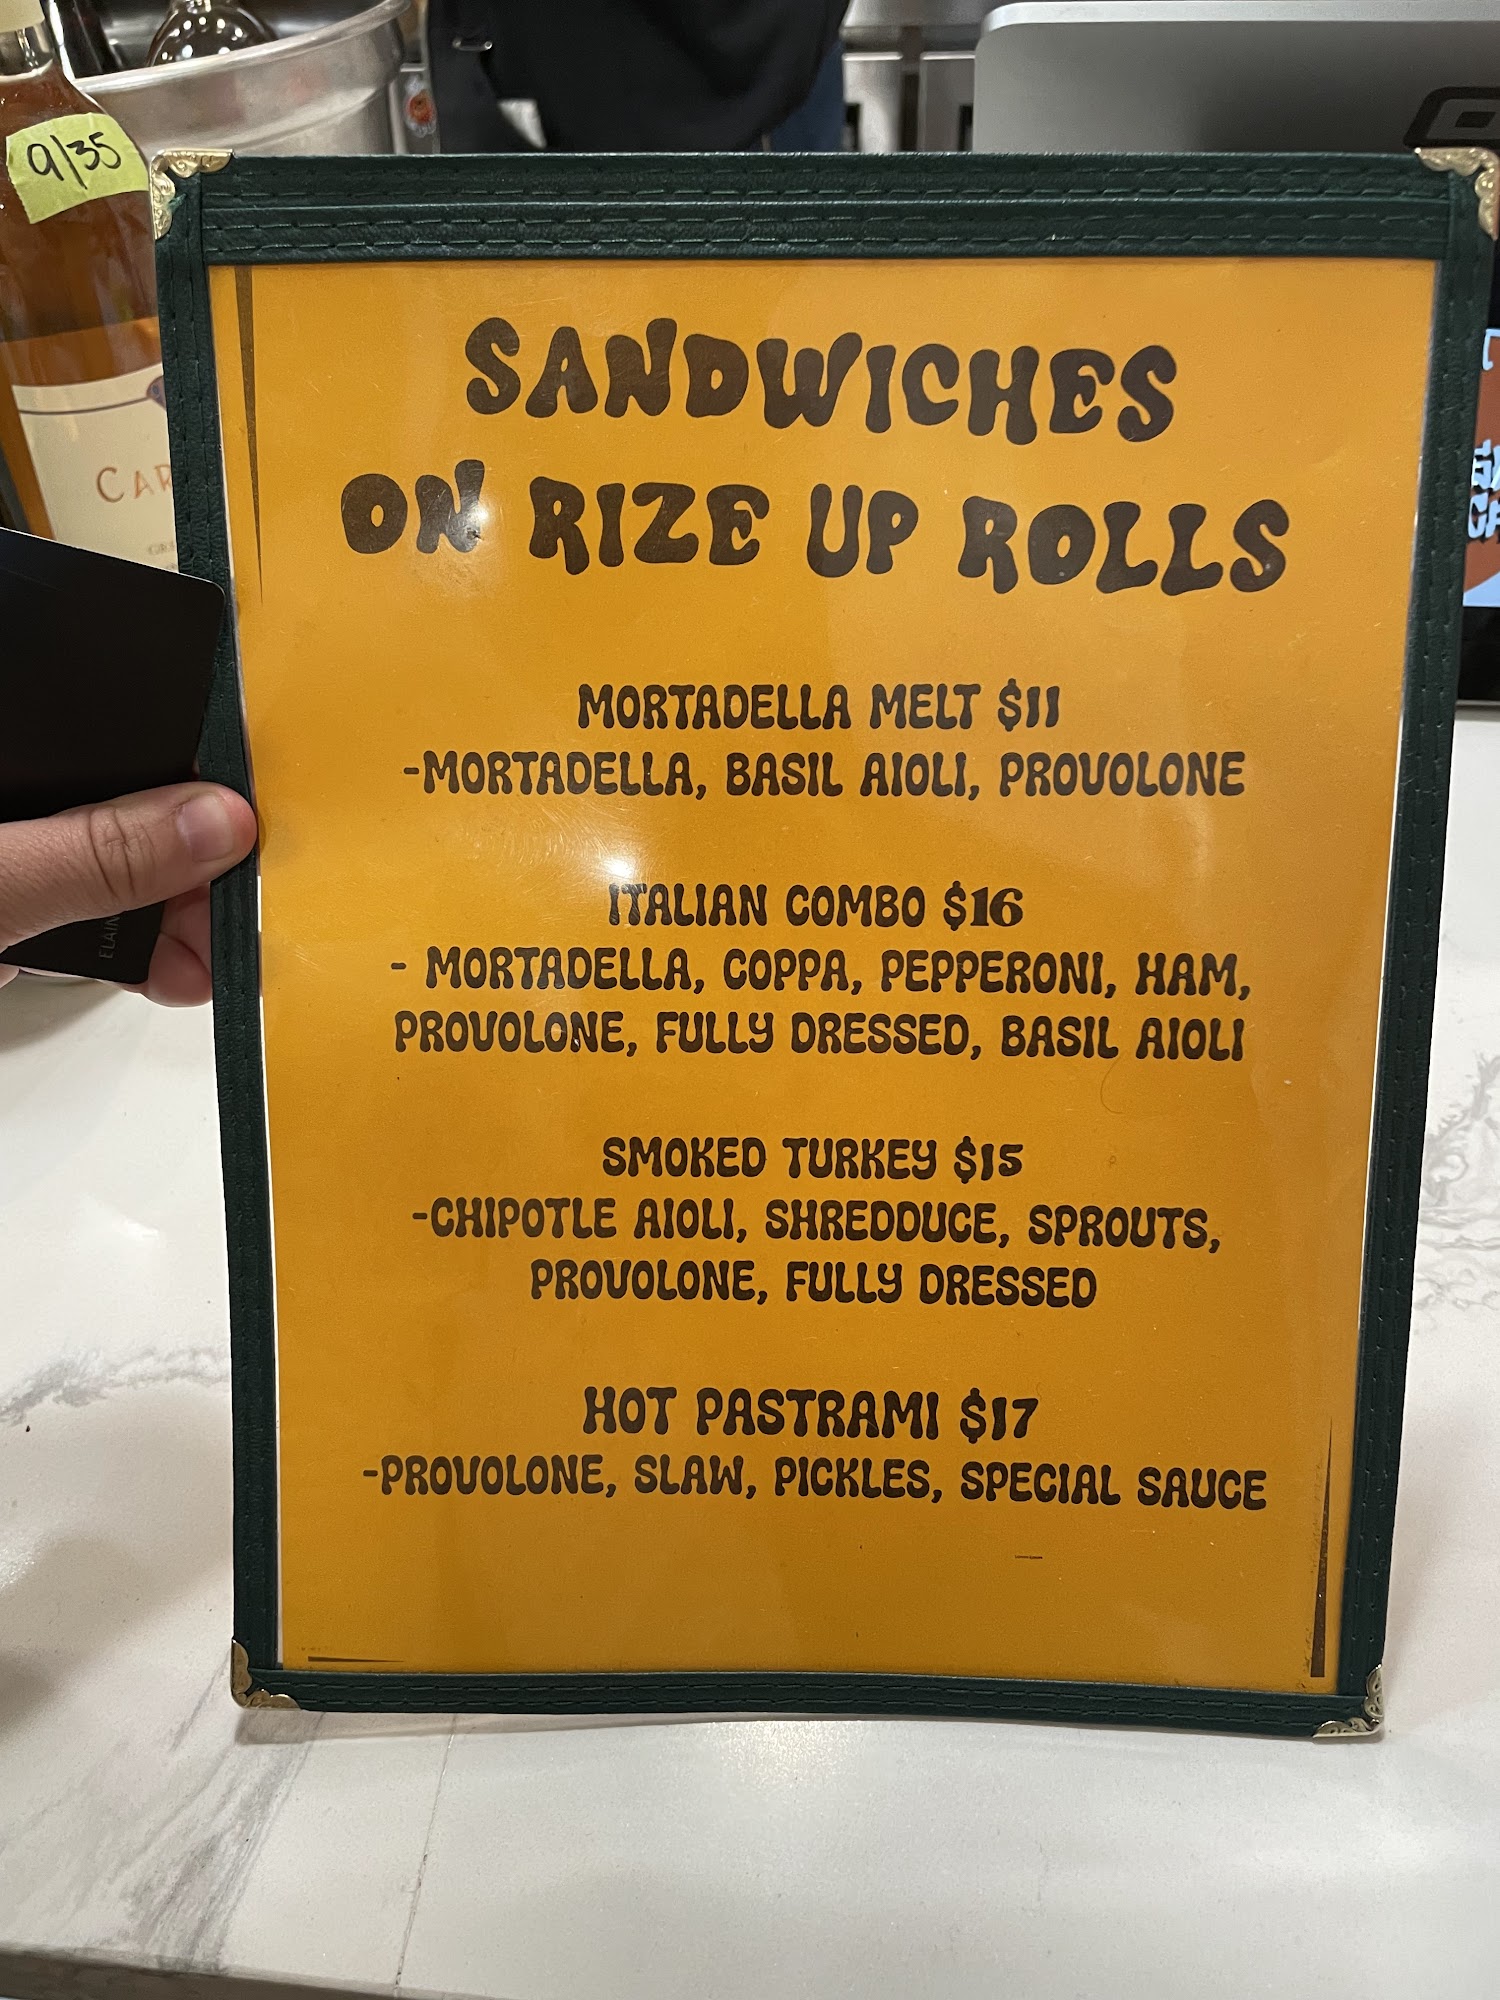 9/35
SANDWICHES
ON RIZE UP ROLLS
MORTADELLA MELT $11
-MORTADELLA, BASIL AIOLI, PROVOLONE
ITALIAN COMBO $16
- MORTADELLA, COPPA, PEPPERONI, HAM,
PROVOLONE, FULLY DRESSED, BASIL AIOLI
SMOKED TURKEY $15
-CHIPOTLE AIOLI, SHREDDUCE, SPROUTS,
PROVOLONE, FULLY DRESSED
HOT PASTRAMI $17
-PROVOLONE, SLAW, PICKLES, SPECIAL SAUCE